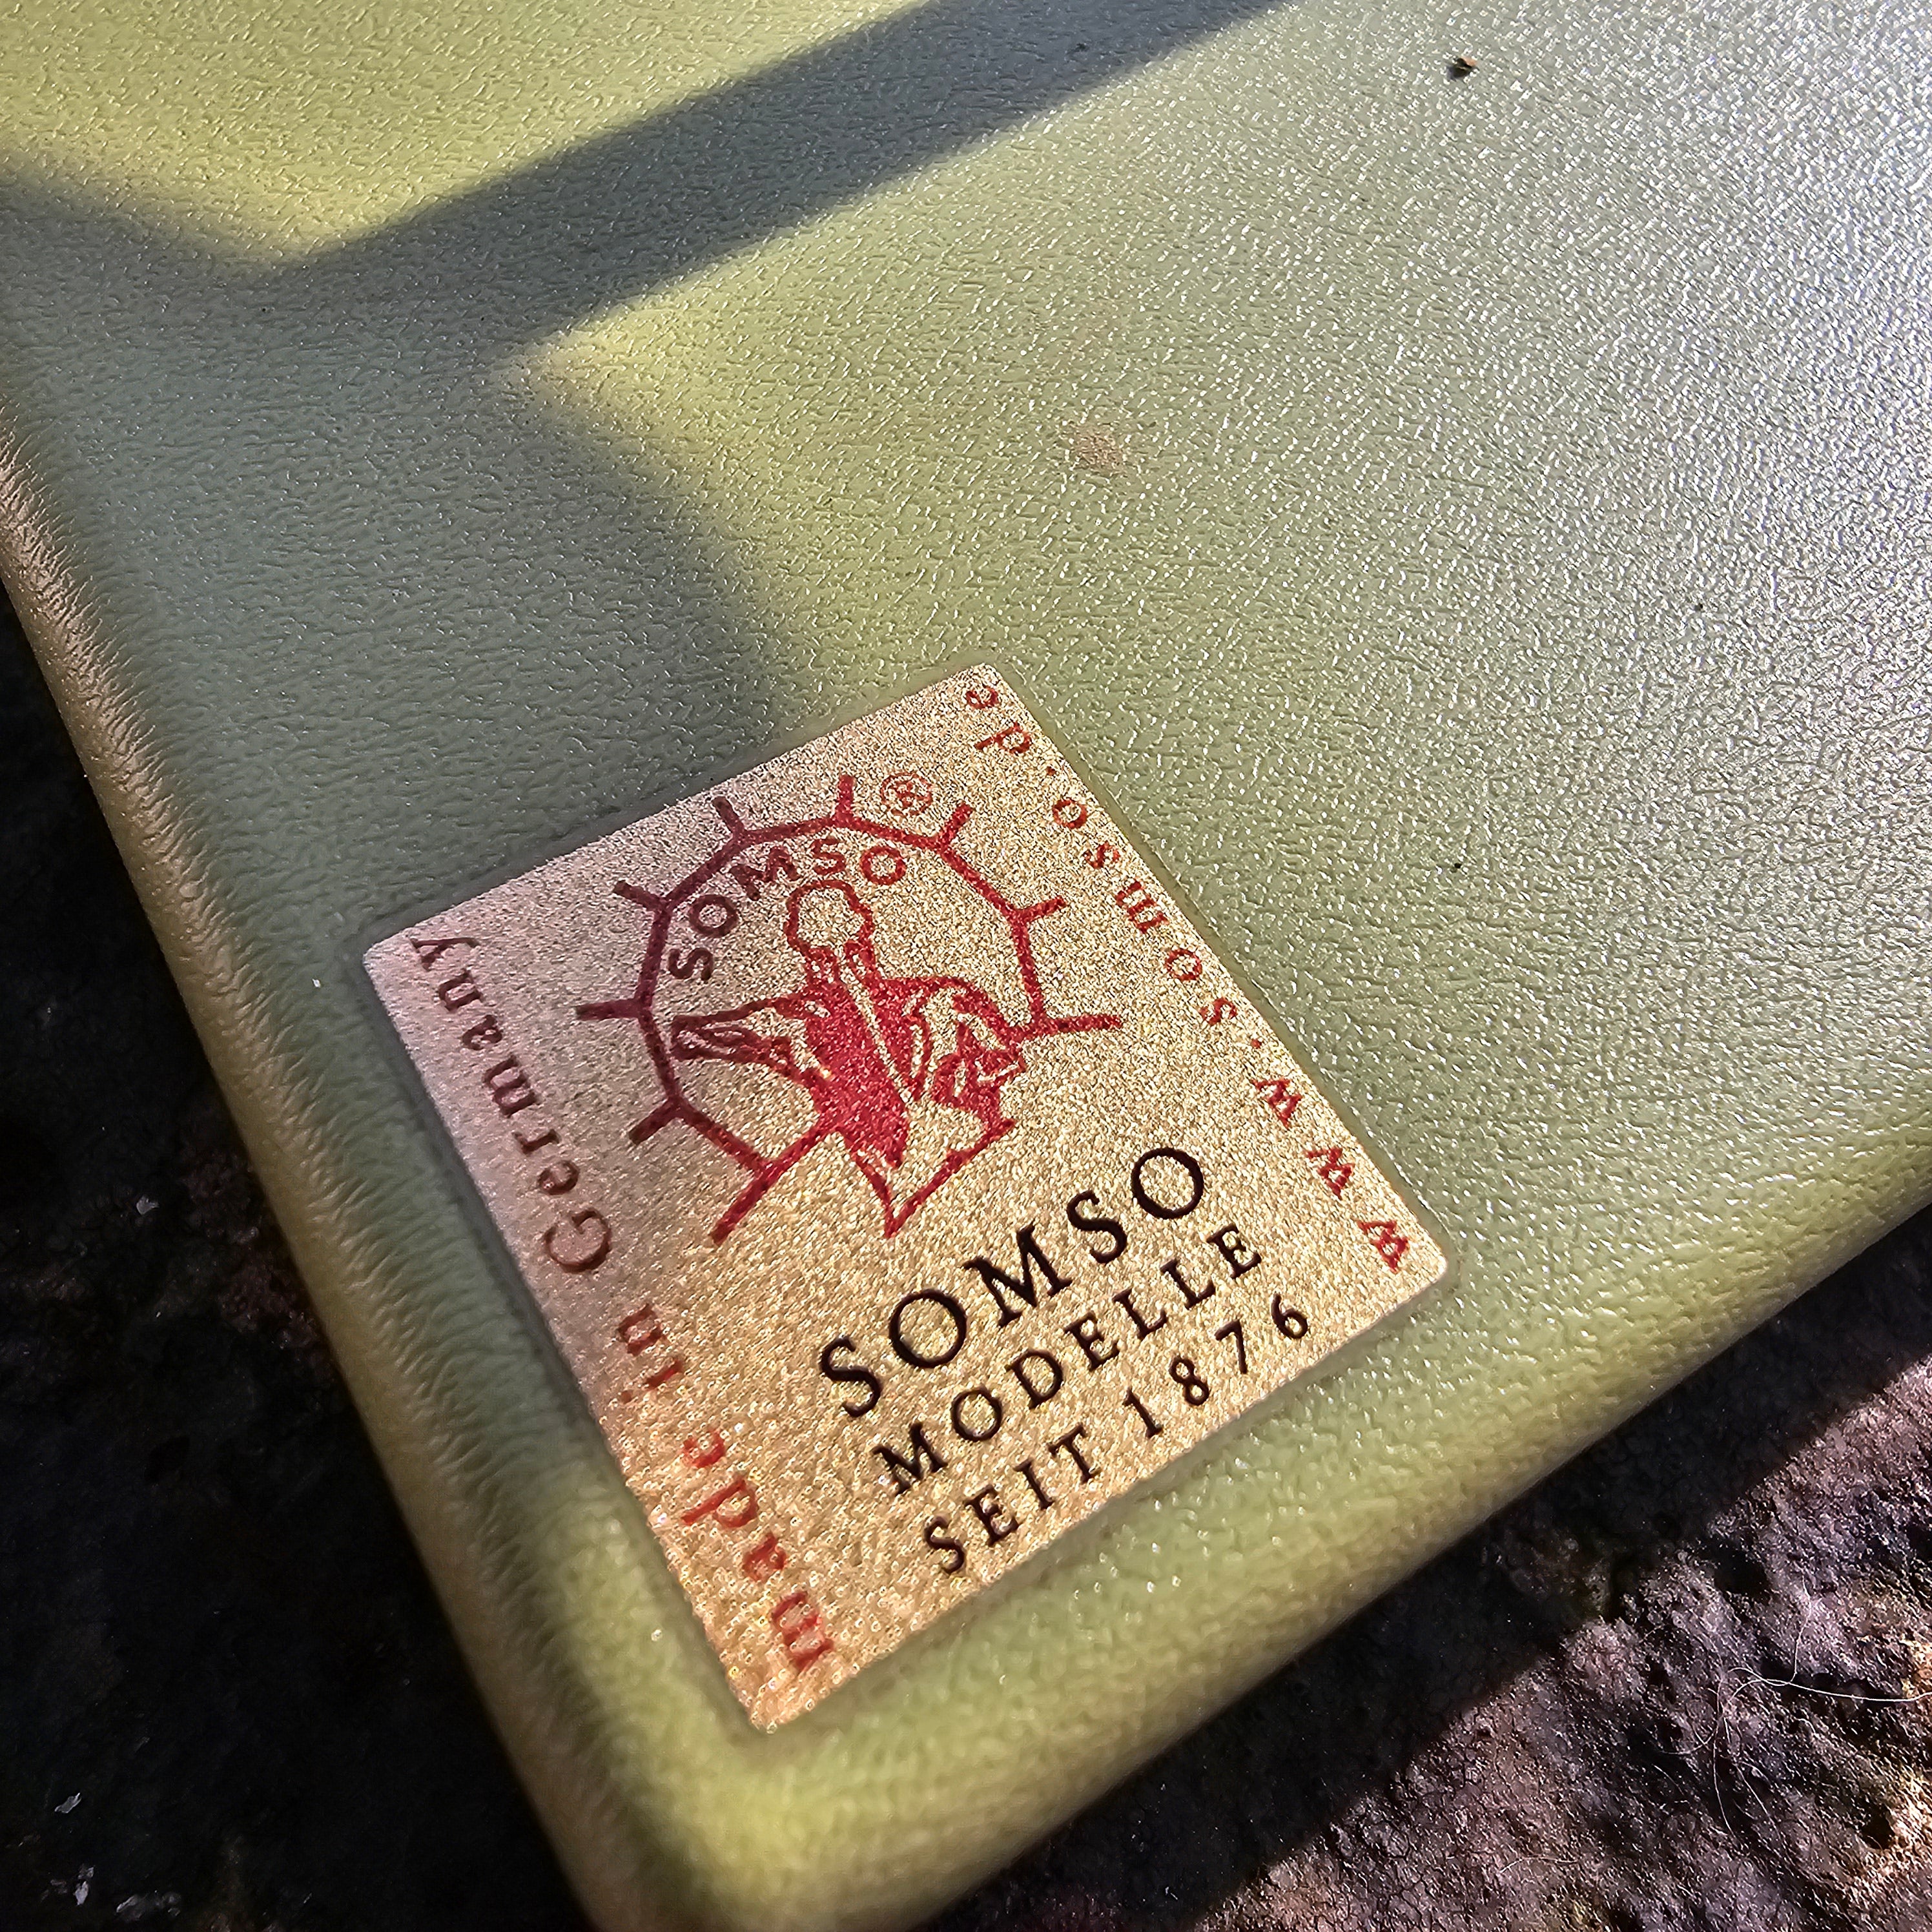 SOMSO ®
SOMSO
MODELLE
SEIT 1876
made in Germany
www.somso.de